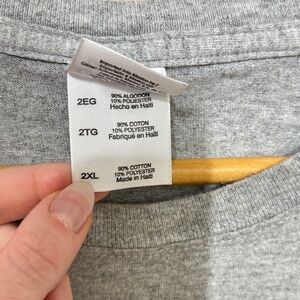 2EG
90% ALGODON
10% POLIESTER
Hecho en Haití
2TG
90% COTON
10% POLYESTER
Fabriqué en Haïti
2XL
90% COTTON
10% POLYESTER
Made in Haiti